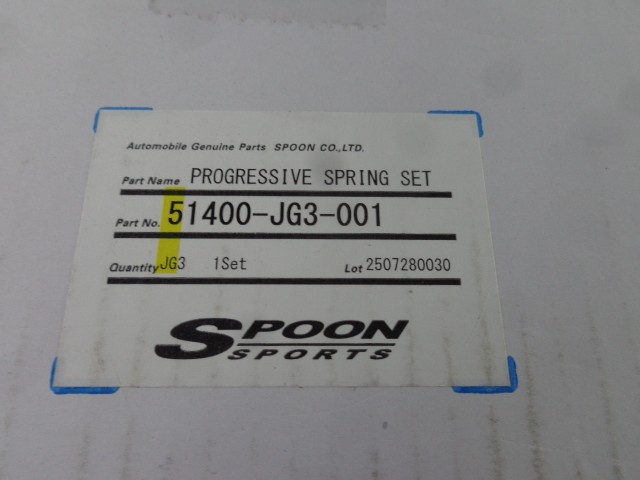 Automobile Genuine Parts SPOON CO.,LTD.
Part Name PROGRESSIVE SPRING SET
Part No. 51400-JG3-001
Quantity JG3 1Set Lot 2507280030
SPOON
SPORTS